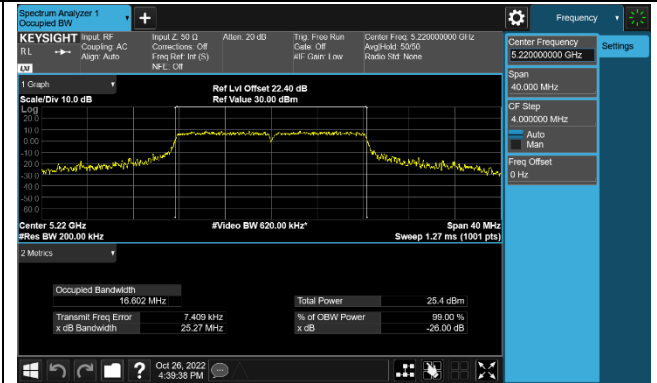 Spectrum Analyzer 1
Occupied BW
Frequency
KEYSIGHT
RL
LXI
Input: RF
Coupling: AC
Align: Auto
Input Z: 50 Ω
Corrections: Off
Freq Ref: Int (S)
NFE: Off
Atten: 20 dB
Trig: Free Run
Gate: Off
#IF Gain: Low
Center Freq: 5.220000000 GHz
Avg|Hold: 50/50
Radio Std: None
Center Frequency
5.220000000 GHz
Settings
Span
40.000 MHz
CF Step
4.000000 MHz
Auto
Man
Freq Offset
0 Hz
1 Graph
Scale/Div 10.0 dB
Ref Lvl Offset 22.40 dB
Ref Value 30.00 dBm
Log
20.0
10.0
0.00
-10.0
-20.0
-30.0
-40.0
-50.0
-60.0
Center 5.22 GHz
#Res BW 200.00 kHz
#Video BW 620.00 kHz*
Span 40 MHz
Sweep 1.27 ms (1001 pts)
2 Metrics
Occupied Bandwidth
16.602 MHz
Total Power 25.4 dBm
Transmit Freq Error 7.409 kHz
% of OBW Power 99.00 %
x dB Bandwidth 25.27 MHz
x dB -26.00 dB
Oct 26, 2022
4:39:38 PM